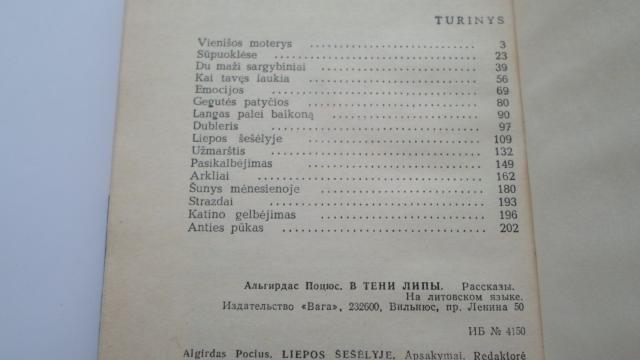 TURINYS
Vienišos moterys .................... 3
Sūpuoklėse .................... 23
Du maži sargybiniai .................... 39
Kai tavęs laukia .................... 56
Emocijos .................... 69
Gegutės patyčios .................... 80
Langas palei balkoną .................... 90
Dubleris .................... 97
Liepos šešėlyje .................... 109
Užmarštis .................... 132
Pasikalbėjimas .................... 149
Arkliai .................... 162
Šunys mėnesienoje .................... 180
Strazdai .................... 193
Katino gelbėjimas .................... 196
Anties pūkas .................... 202
Альгирдас Поцюс. В ТЕНИ ЛИПЫ. Рассказы.
На литовском языке.
Издательство «Вага», 232600, Вильнюс, пр. Ленина 50
ИБ № 4150
Algirdas Pocius. LIEPOS ŠEŠĖLYJE. Apsakymai. Redaktorė